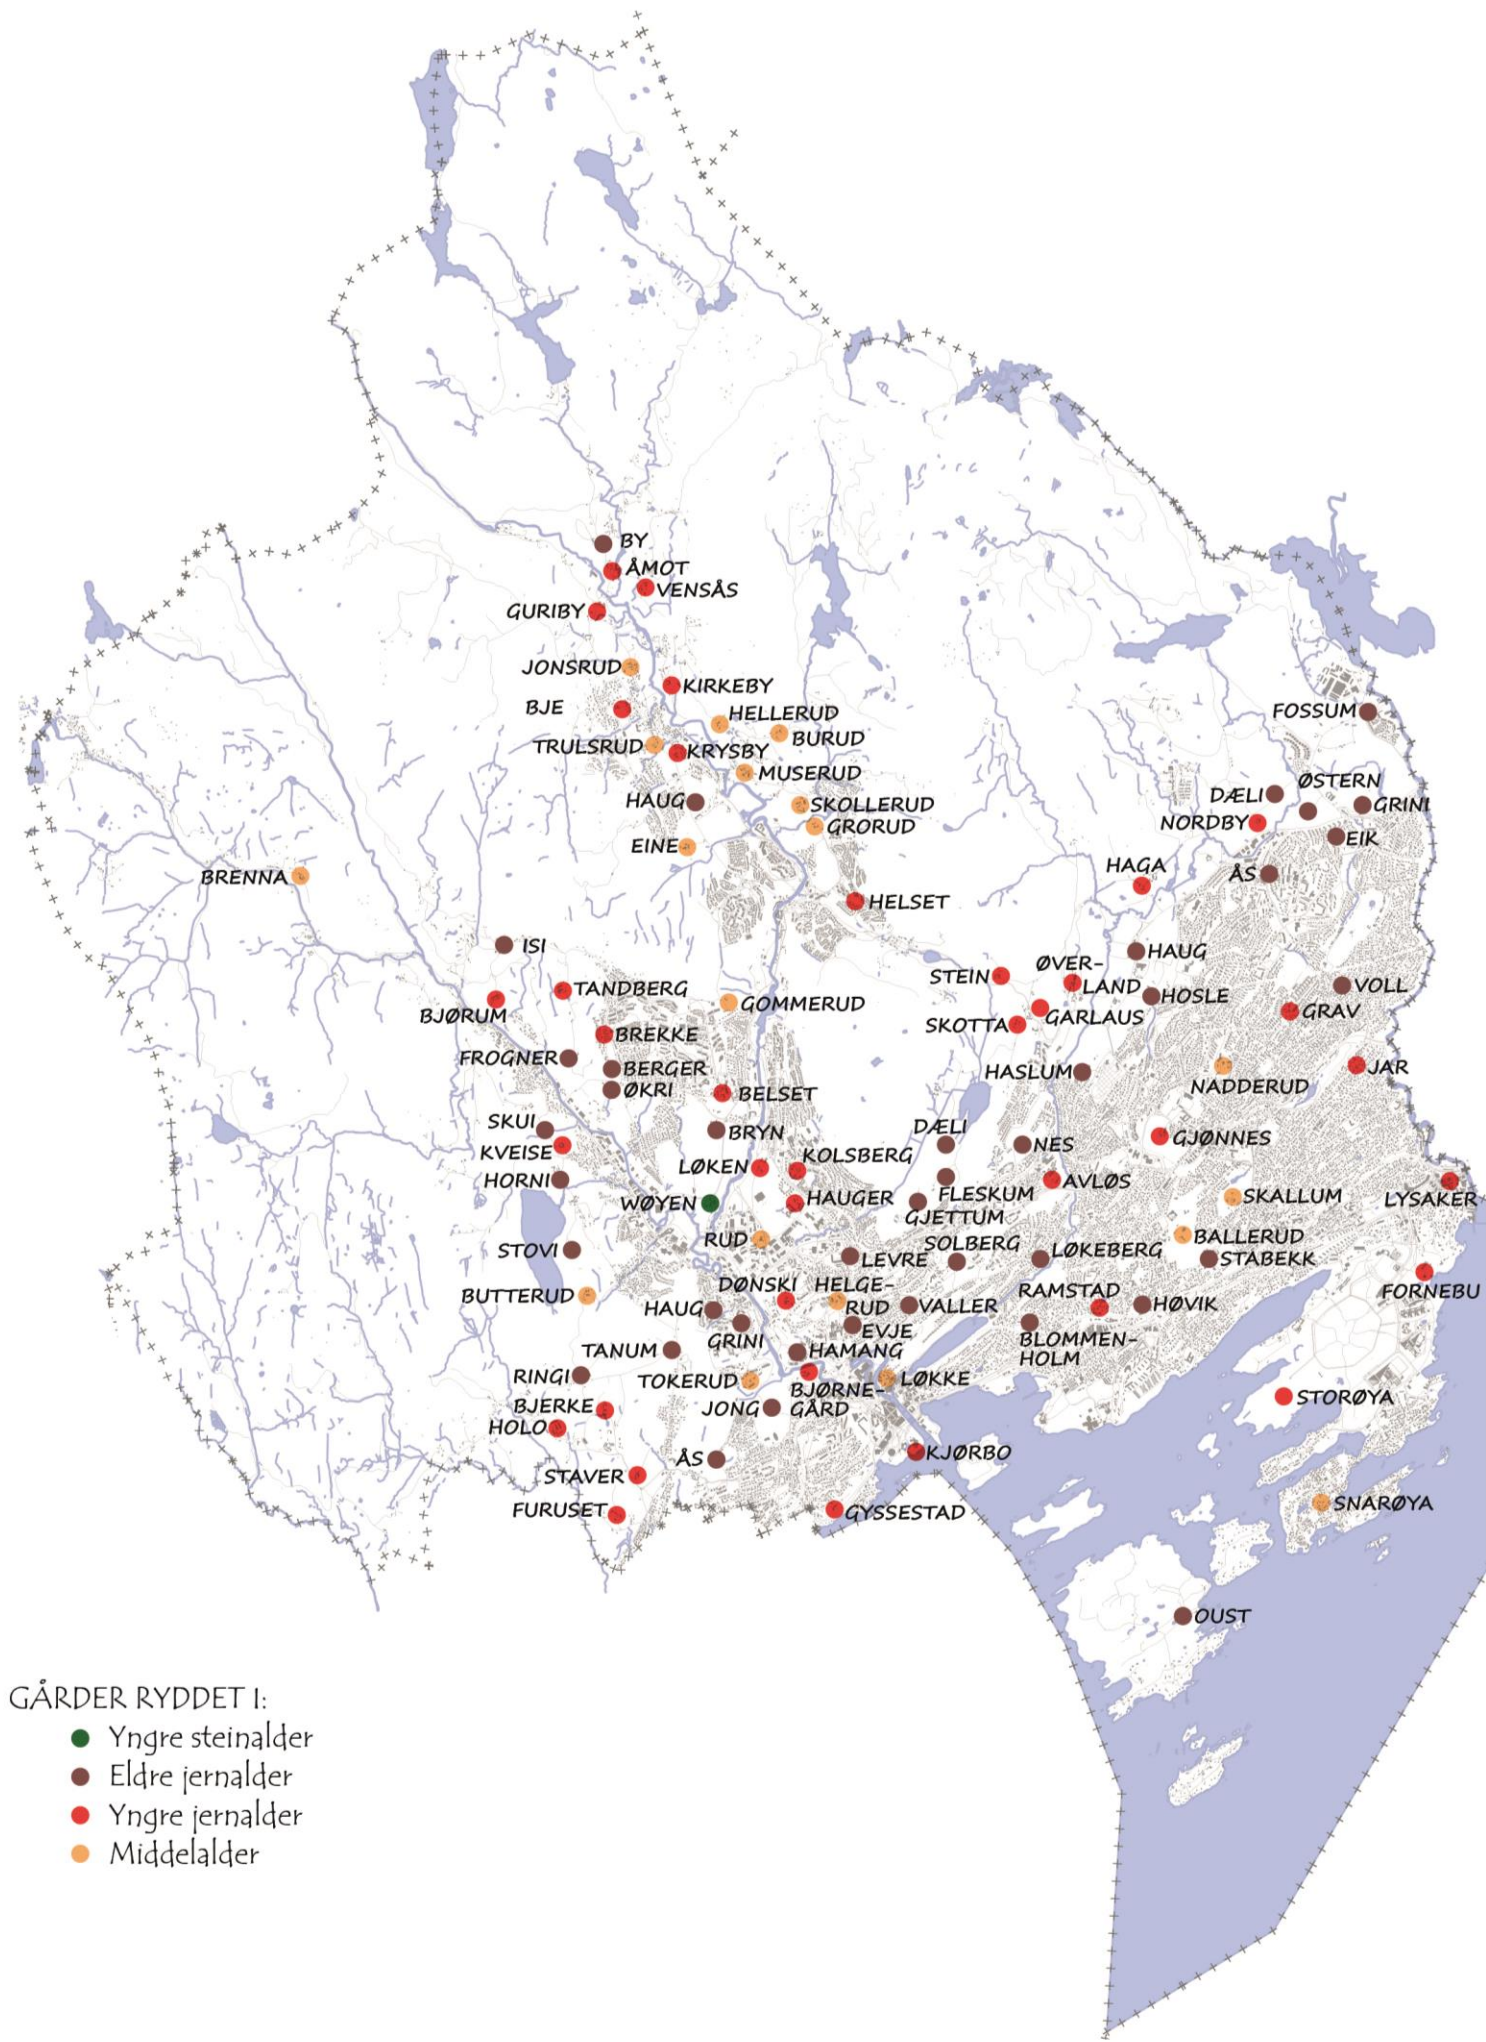 BY
ÅMOT
VENSÅS
GURIBY
JONSRUD
KIRKEBY
BJE
HELLERUD
BURUD
TRULSRUD
KRYSBY
MUSERUD
HAUG
SKOLLERUD
GRORUD
EINE
BRENNA
HELSET
FOSSUM
ØSTERN
DÆLI
GRINI
NORDBY
EIK
ÅS
HAGA
HAUG
ISI
STEIN
ØVER-
LAND
VOLL
TANDBERG
HOSLE
BJØRUM
GOMMERUD
GARLAUS
GRAV
SKOTTA
BREKKE
FROGNER
BERGER
HASLUM
NADDERUD
JAR
ØKRI
BELSET
SKUI
BRYN
DÆLI
NES
GJØNNES
KVEISE
KOLSBERG
LØKEN
HORNI
FLESKUM
AVLØS
SKALLUM
LYSAKER
WØYEN
HAUGER
GJETTUM
RUD
BALLERUD
STOVI
LEVRE
SOLBERG
LØKEBERG
STABEKK
DØNSKI
HELGE-
RUD
FORNEBU
BUTTERUD
HAUG
VALLER
RAMSTAD
HØVIK
GRINI
EVJE
BLOMMEN-
HOLM
TANUM
HAMANG
RINGI
TOKERUD
BJØRNE-
GÅRD
LØKKE
STORØYA
BJERKE
JONG
HOLO
ÅS
KJØRBO
STAVER
FURUSET
GYSSESTAD
SNARØYA
OUST
GÅRDER RYDDET I:
Yngre steinalder
Eldre jernalder
Yngre jernalder
Middelalder